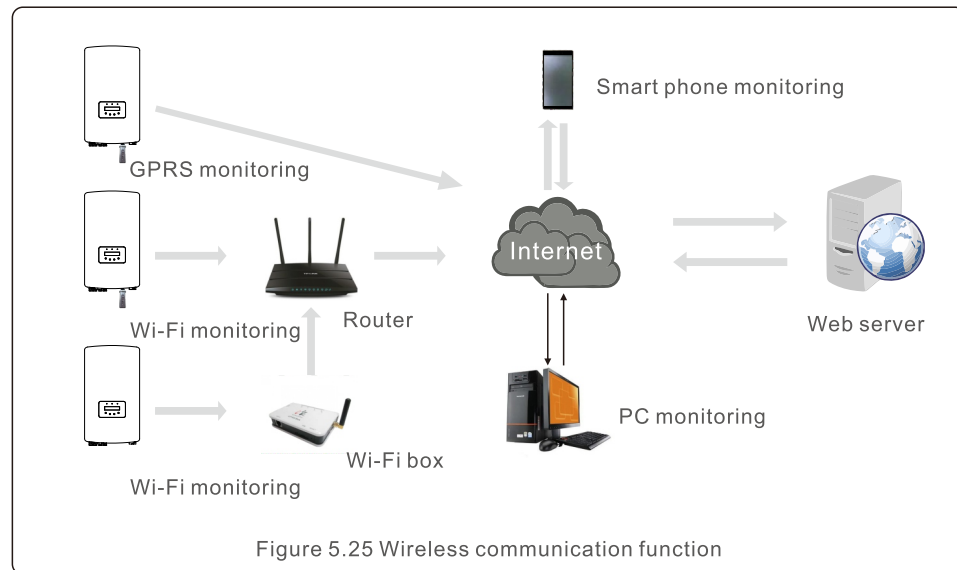 Smart phone monitoring
GPRS monitoring
Internet
Wi-Fi monitoring
Router
Web server
PC monitoring
Wi-Fi box
Wi-Fi monitoring
Figure 5.25 Wireless communication function